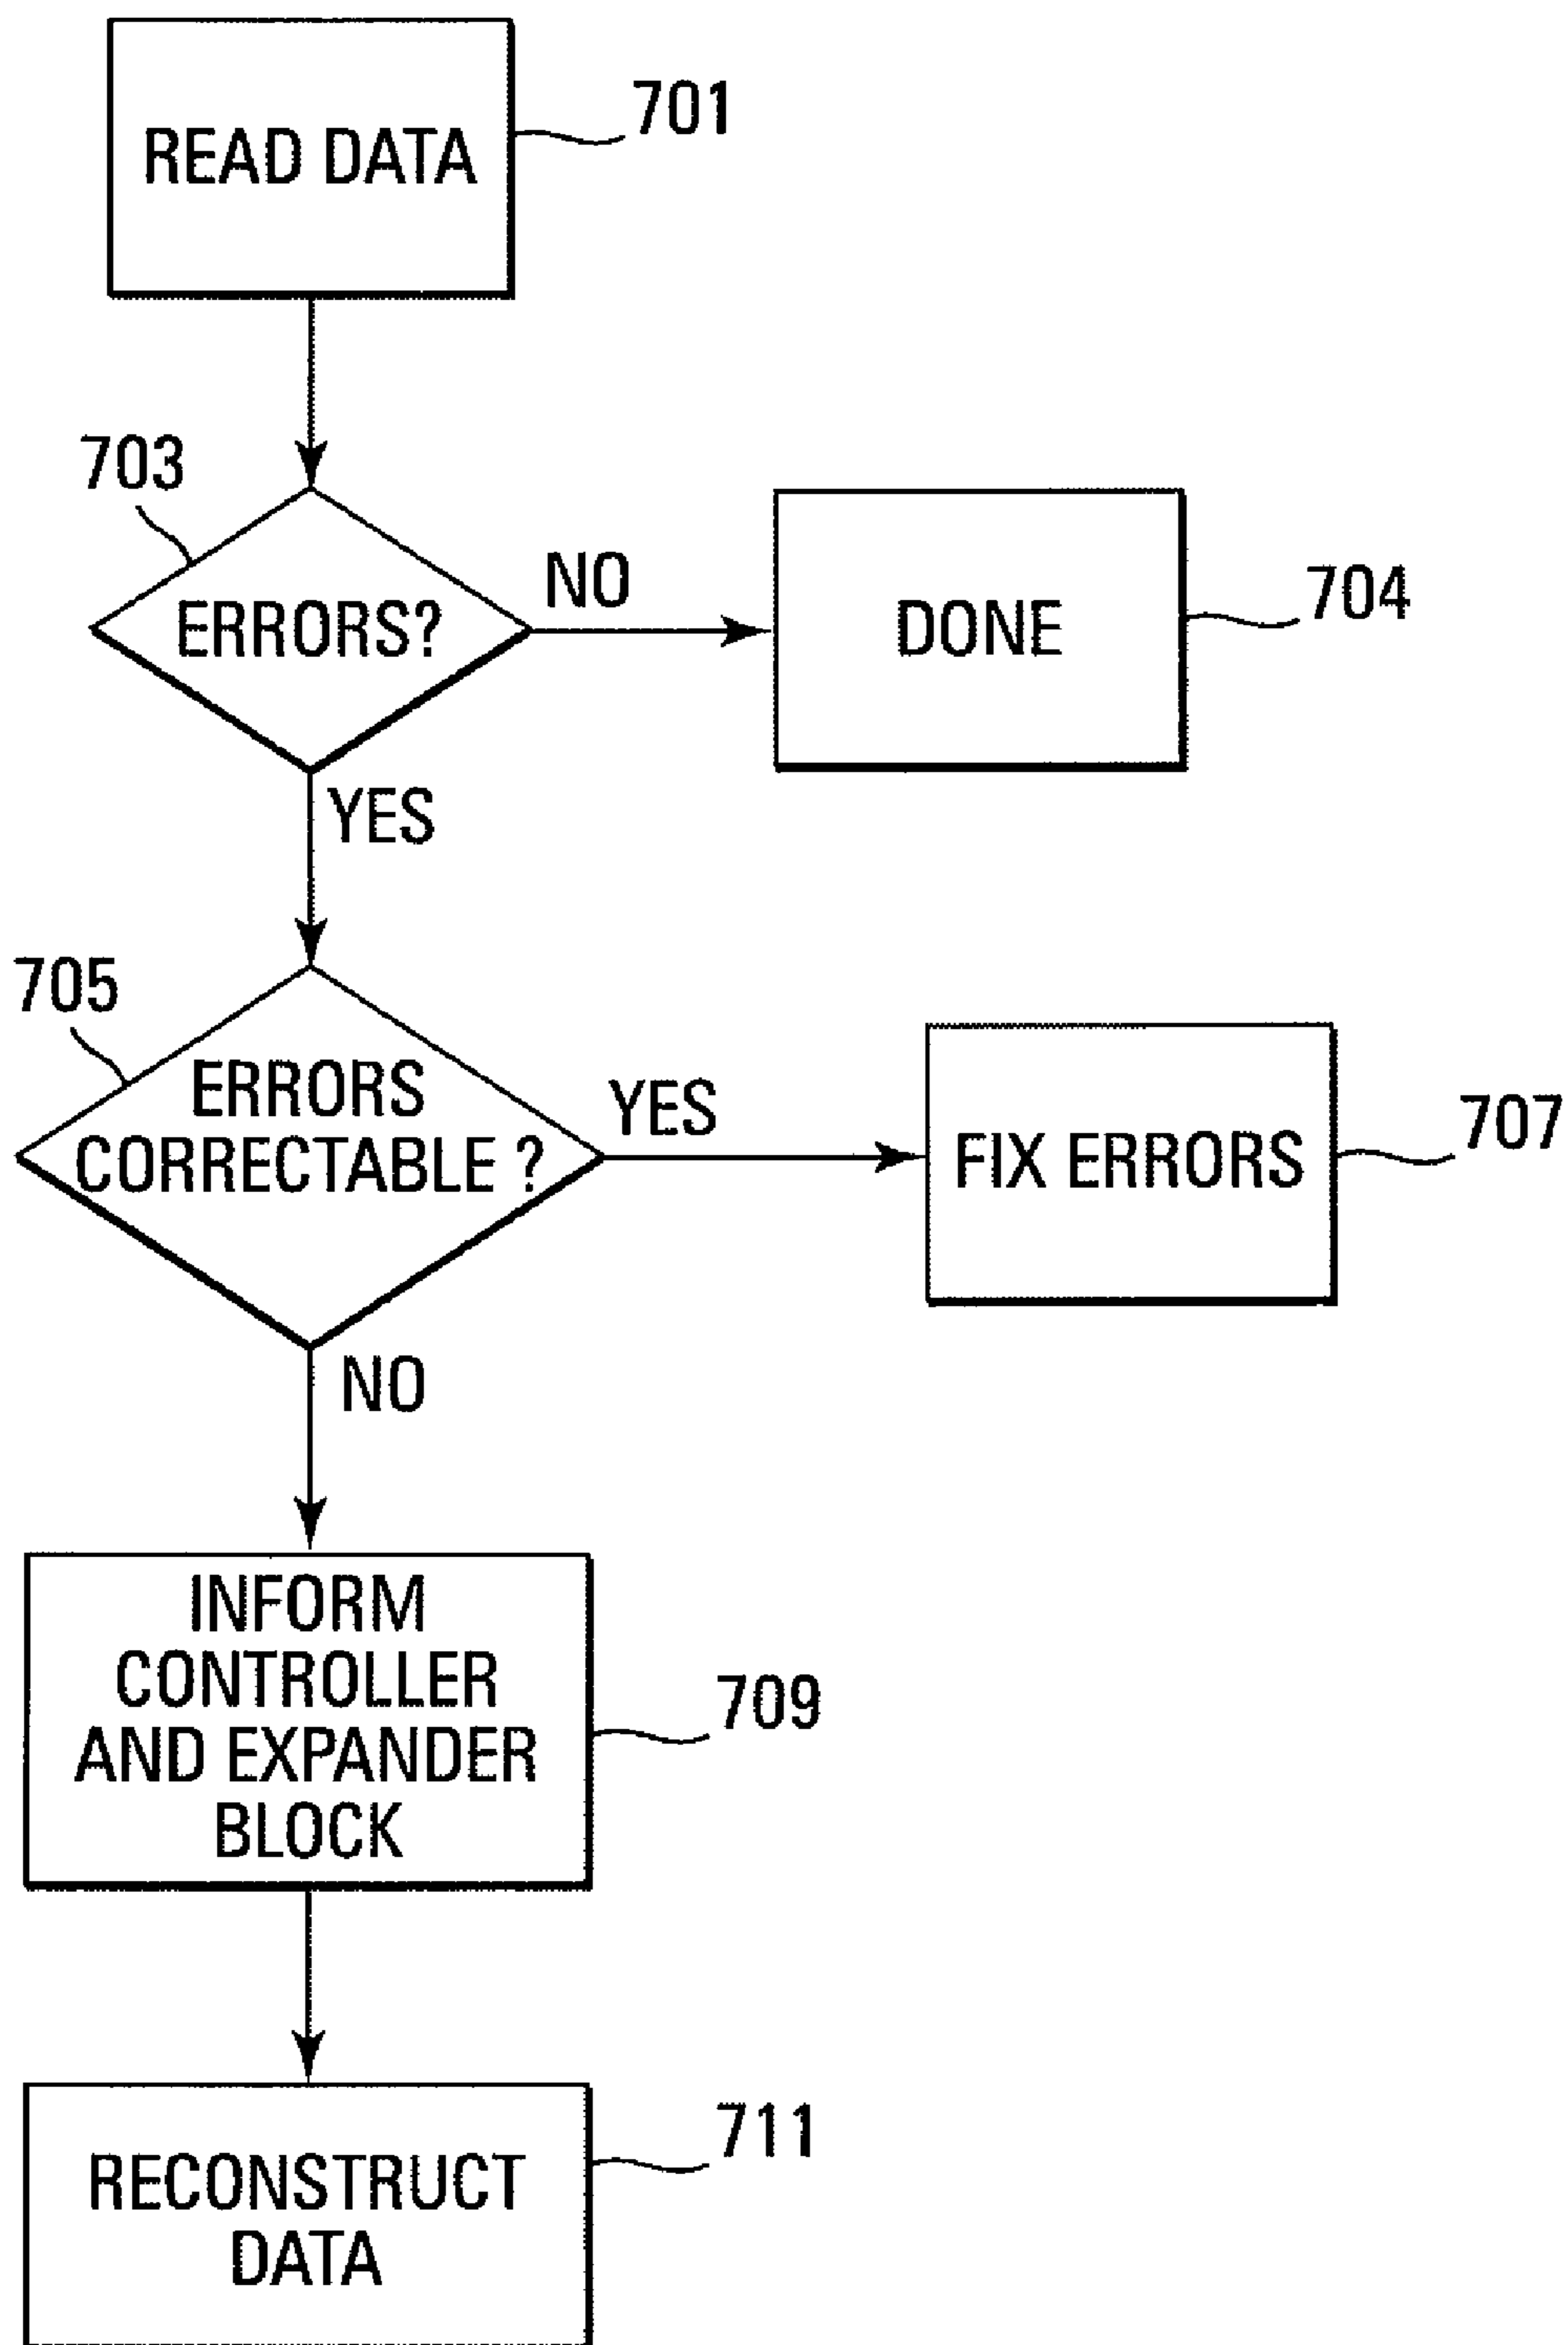 READ DATA
701
703
ERRORS?
NO
DONE
704
YES
705
ERRORS
CORRECTABLE ?
YES
FIX ERRORS
707
NO
INFORM
CONTROLLER
AND EXPANDER
BLOCK
709
RECONSTRUCT
DATA
711